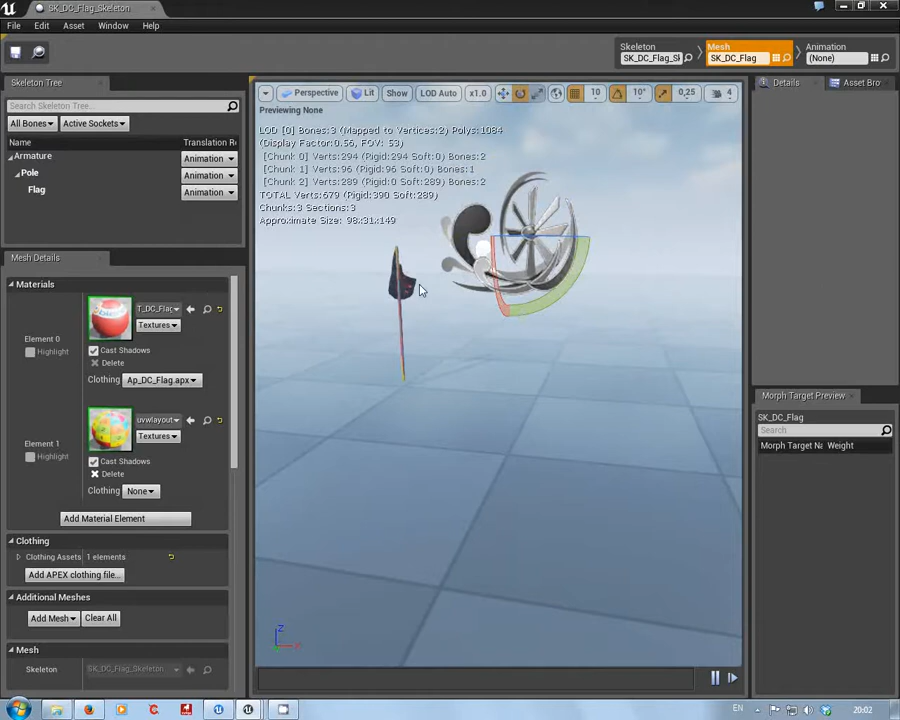 SK_DC_Flag_Skeleton
File Edit Asset Window Help
Skeleton
SK_DC_Flag_Sk
Mesh
SK_DC_Flag
Animation
(None)
Skeleton Tree
Search Skeleton Tree...
All Bones Active Sockets
Name Translation R
Armature Animation
Pole Animation
Flag Animation
Mesh Details
Materials
Element 0
Highlight
T_DC_Flag
Textures
Cast Shadows
Delete
Clothing Ap_DC_Flag.apx
Element 1
Highlight
uvwlayout
Textures
Cast Shadows
Delete
Clothing None
Add Material Element
Clothing
Clothing Assets 1 elements
Add APEX clothing file...
Additional Meshes
Add Mesh Clear All
Mesh
Skeleton SK_DC_Flag_Skeleton
Perspective Lit Show LOD Auto x1.0 10 10° 0,25 4
Previewing None
LOD [0] Bones:3 (Mapped to Vertices:2) Polys:1084
(Display Factor:0.56, FOV: 53)
[Chunk 0] Verts:294 (Rigid:294 Soft:0) Bones:2
[Chunk 1] Verts:96 (Rigid:96 Soft:0) Bones:1
[Chunk 2] Verts:289 (Rigid:0 Soft:289) Bones:2
TOTAL Verts:679 (Rigid:390 Soft:289)
Chunks:3 Sections:3
Approximate Size: 98x31x149
Z
X
Details Asset Bro
Morph Target Preview
SK_DC_Flag
Search
Morph Target Na Weight
EN 20:02